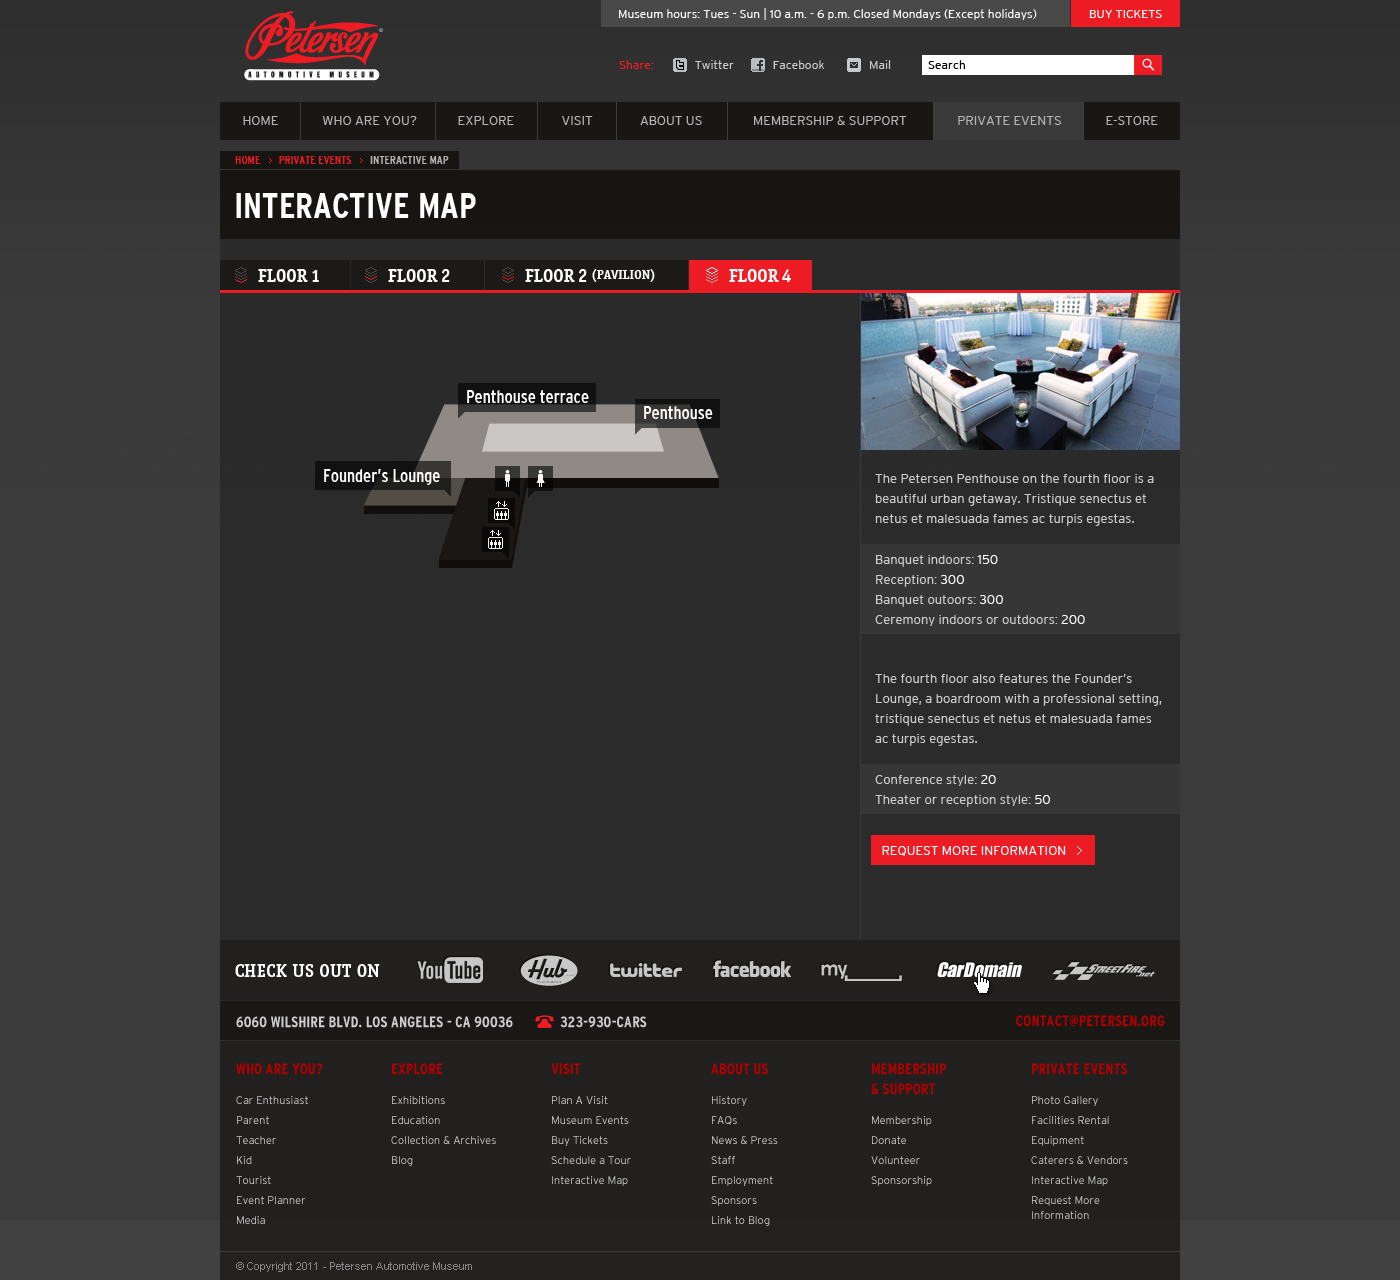 Petersen
AUTOMOTIVE MUSEUM
Museum hours: Tues - Sun | 10 a.m. - 6 p.m. Closed Mondays (Except holidays)
BUY TICKETS
Share: Twitter Facebook Mail
Search
HOME WHO ARE YOU? EXPLORE VISIT ABOUT US MEMBERSHIP & SUPPORT PRIVATE EVENTS E-STORE
HOME > PRIVATE EVENTS > INTERACTIVE MAP
INTERACTIVE MAP
FLOOR 1 FLOOR 2 FLOOR 2 (PAVILION) FLOOR 4
Penthouse terrace
Penthouse
Founder's Lounge
The Petersen Penthouse on the fourth floor is a
beautiful urban getaway. Tristique senectus et
netus et malesuada fames ac turpis egestas.
Banquet indoors: 150
Reception: 300
Banquet outoors: 300
Ceremony indoors or outdoors: 200
The fourth floor also features the Founder's
Lounge, a boardroom with a professional setting,
tristique senectus et netus et malesuada fames
ac turpis egestas.
Conference style: 20
Theater or reception style: 50
REQUEST MORE INFORMATION >
CHECK US OUT ON
YouTube
Hub
twitter
facebook
my
CarDomain
StreetFire.net
6060 WILSHIRE BLVD. LOS ANGELES - CA 90036
323-930-CARS
CONTACT@PETERSEN.ORG
WHO ARE YOU?
Car Enthusiast
Parent
Teacher
Kid
Tourist
Event Planner
Media
EXPLORE
Exhibitions
Education
Collection & Archives
Blog
VISIT
Plan A Visit
Museum Events
Buy Tickets
Schedule a Tour
Interactive Map
ABOUT US
History
FAQs
News & Press
Staff
Employment
Sponsors
Link to Blog
MEMBERSHIP
& SUPPORT
Membership
Donate
Volunteer
Sponsorship
PRIVATE EVENTS
Photo Gallery
Facilities Rental
Equipment
Caterers & Vendors
Interactive Map
Request More
Information
© Copyright 2011 - Petersen Automotive Museum